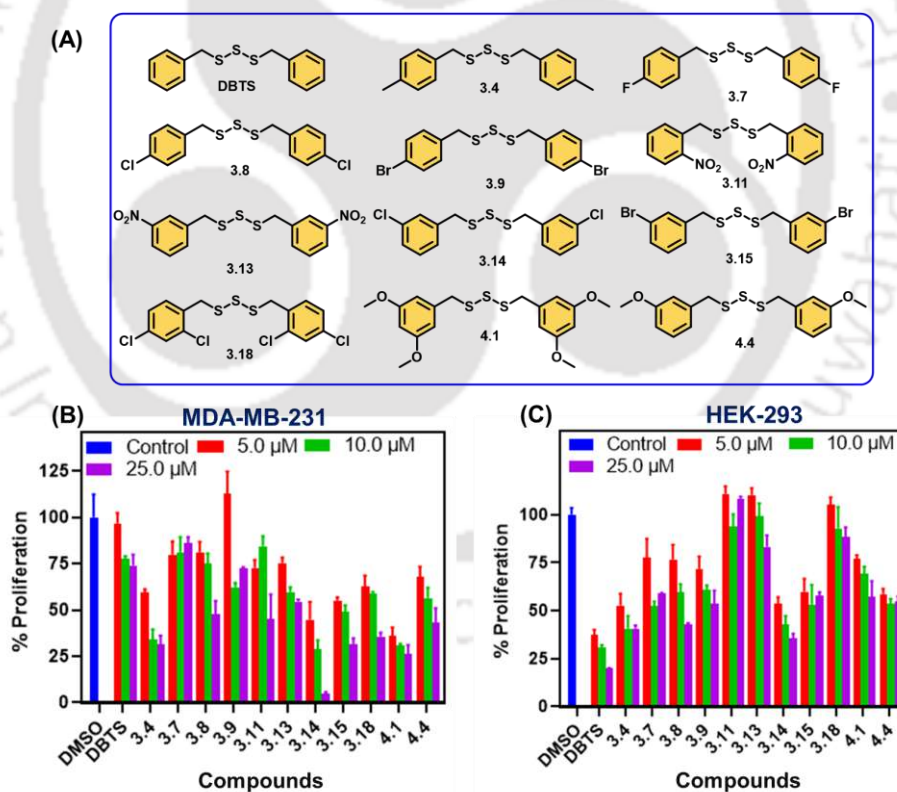 (A)
S S S
DBTS
S S S
3.4
F S S S F
3.7
Cl S S S Cl
3.8
Br S S S Br
3.9
S S S
NO₂ NO₂
3.11
O₂N S S S NO₂
3.13
Cl S S S Cl
3.14
Br S S S Br
3.15
S S S
Cl Cl Cl Cl
3.18
O S S S O
O O
4.1
O S S S O
4.4
(B) MDA-MB-231
Control 5.0 µM 10.0 µM
25.0 µM
% Proliferation
125
100
75
50
25
0
DMSO DBTS 3.4 3.7 3.8 3.9 3.11 3.13 3.14 3.15 3.18 4.1 4.4
Compounds
(C) HEK-293
Control 5.0 µM 10.0 µM
25.0 µM
% Proliferation
100
75
50
25
0
DMSO DBTS 3.4 3.7 3.8 3.9 3.11 3.13 3.14 3.15 3.18 4.1 4.4
Compounds